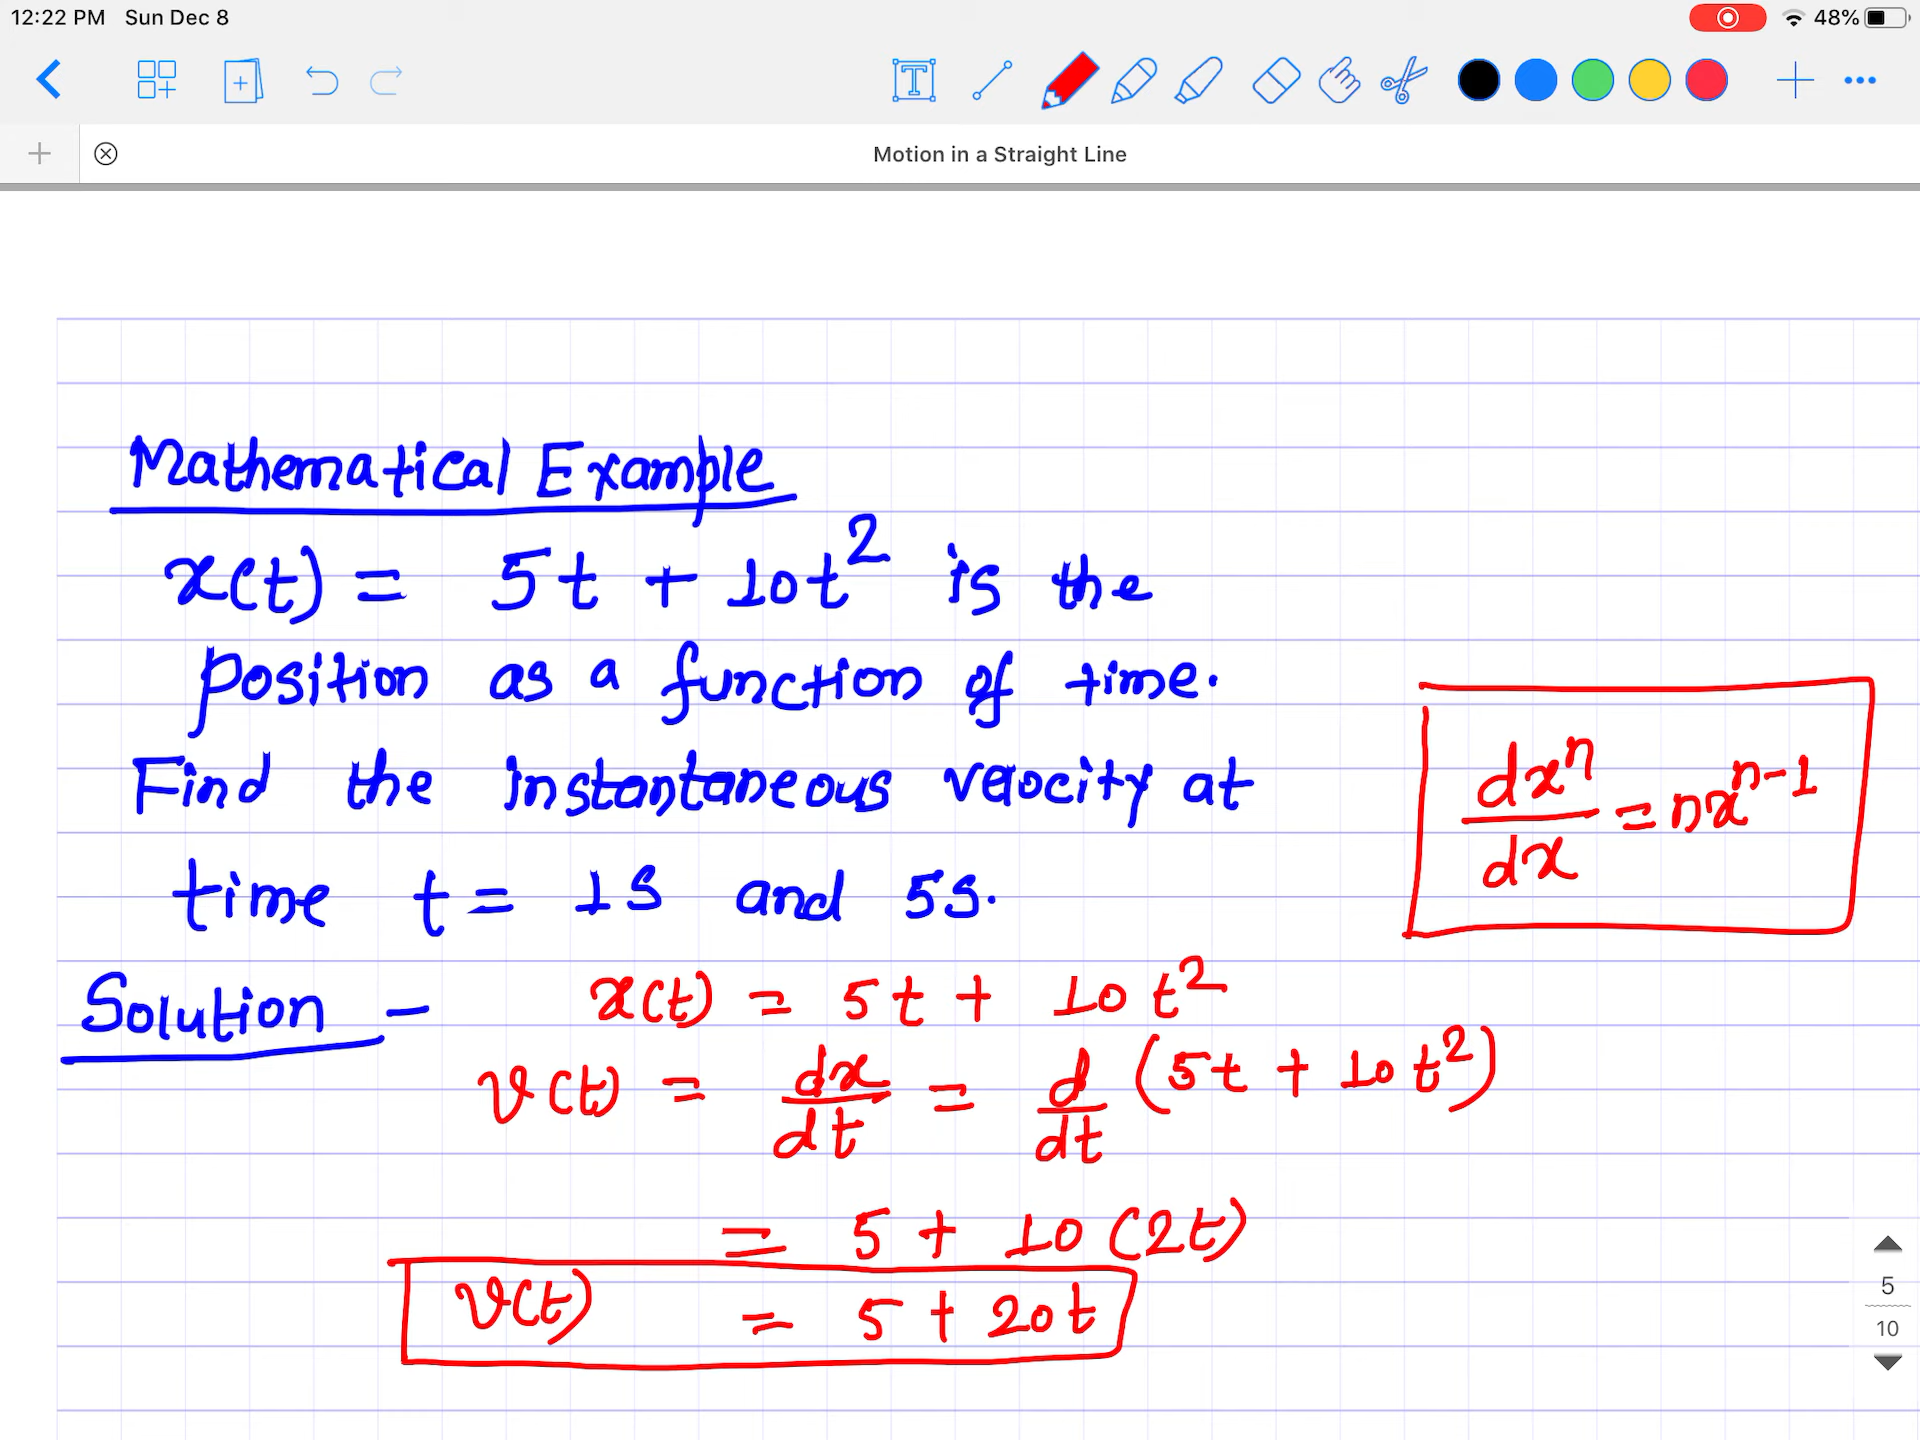 12:22 PM Sun Dec 8
48%
Motion in a Straight Line
Mathematical Example
x(t) = 5t + 10t² is the
position as a function of time.
Find the instantaneous velocity at
time t = 1s and 5s.
dxⁿ/dx = nxⁿ⁻¹
Solution - x(t) = 5t + 10t²
v(t) = dx/dt = d/dt (5t + 10t²)
= 5 + 10(2t)
v(t) = 5 + 20t
5
10